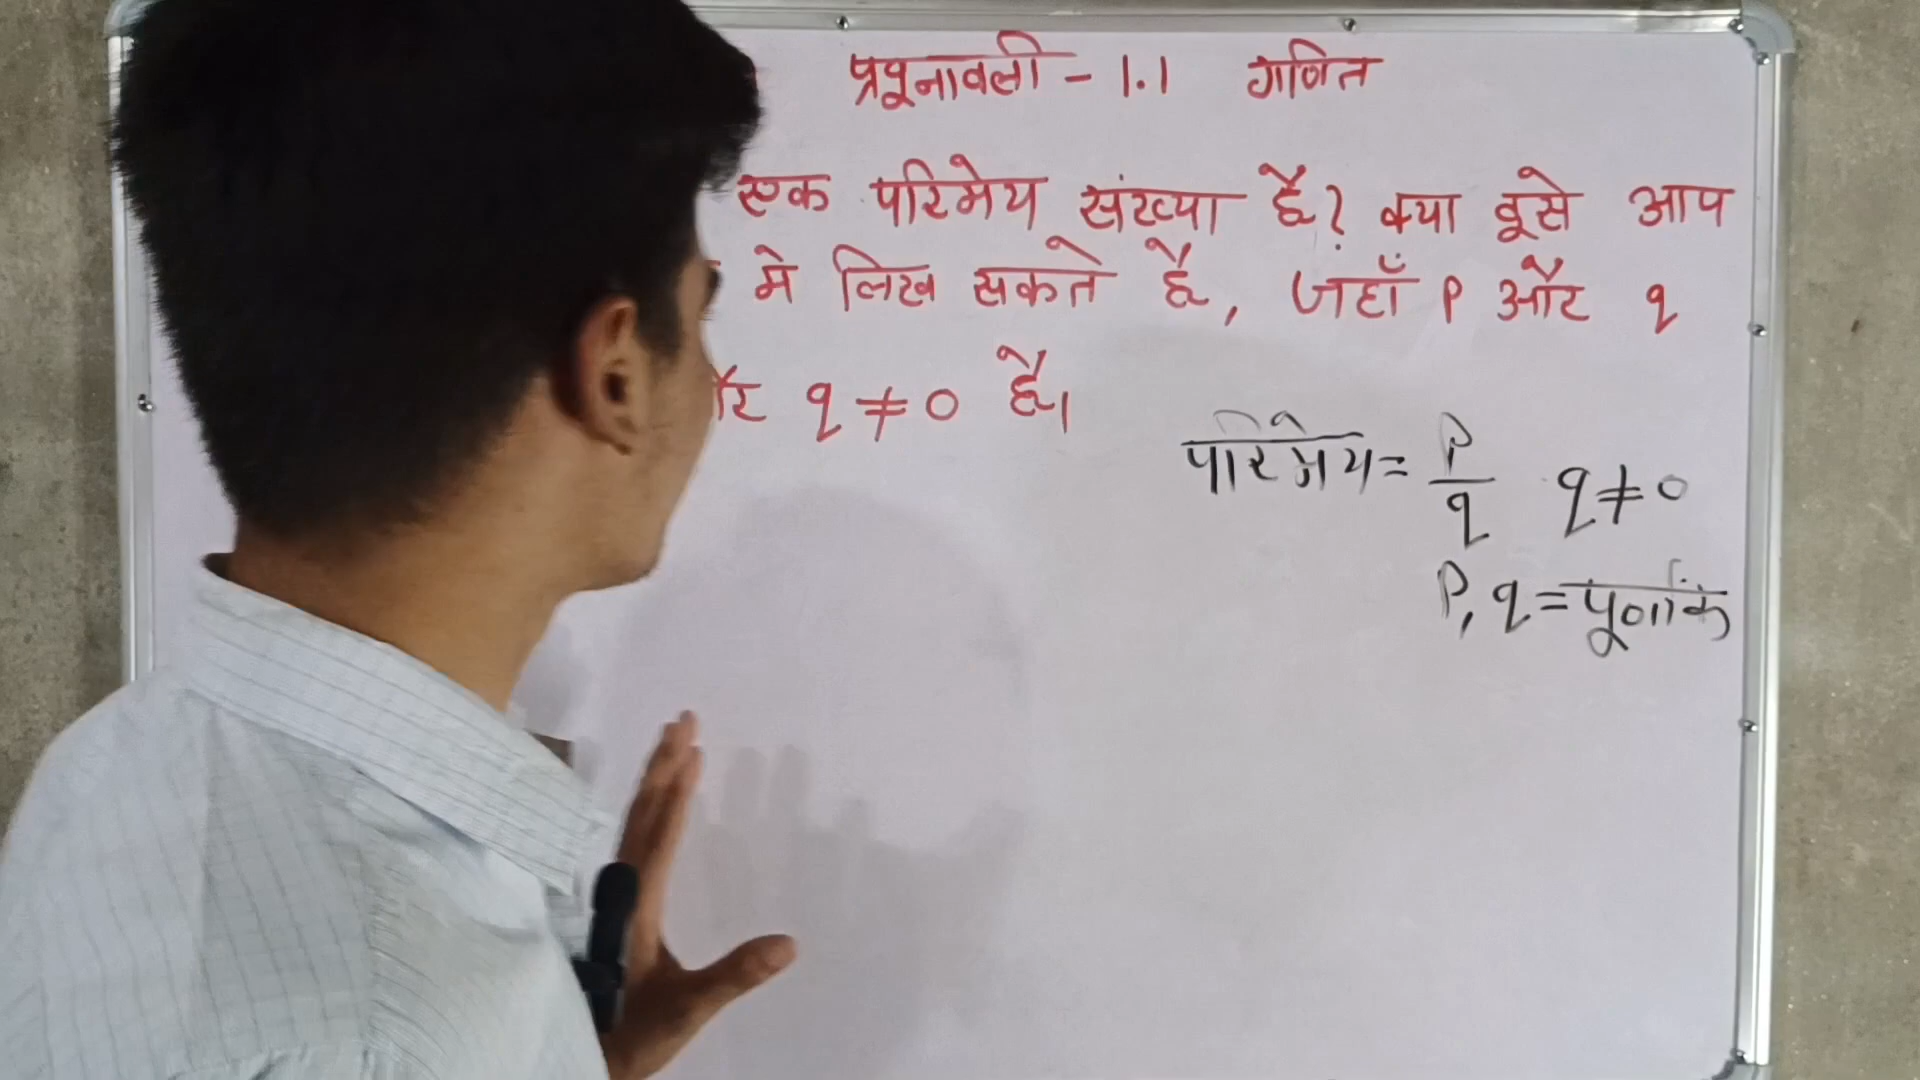 प्रश्नावली - 1.1 गणित
एक परिमेय संख्या है? क्या इसे आप
मे लिख सकते है, जहाँ p और q
q ≠ 0 है।
परिमेय = p/q q ≠ 0
P, q = पूर्णांक